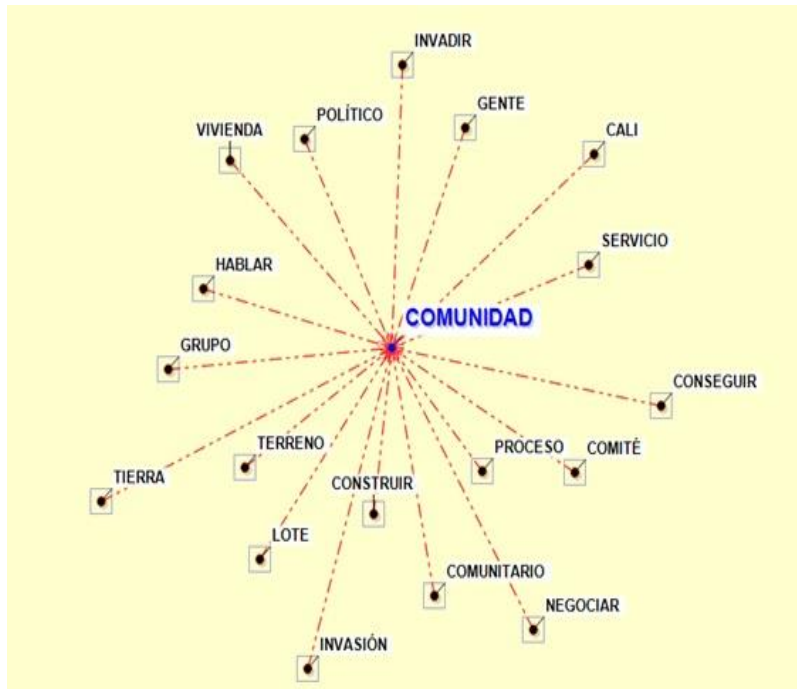 INVADIR
GENTE
POLÍTICO
VIVIENDA
CALI
SERVICIO
HABLAR
COMUNIDAD
GRUPO
CONSEGUIR
TERRENO
PROCESO
COMITÉ
TIERRA
CONSTRUIR
LOTE
COMUNITARIO
NEGOCIAR
INVASIÓN